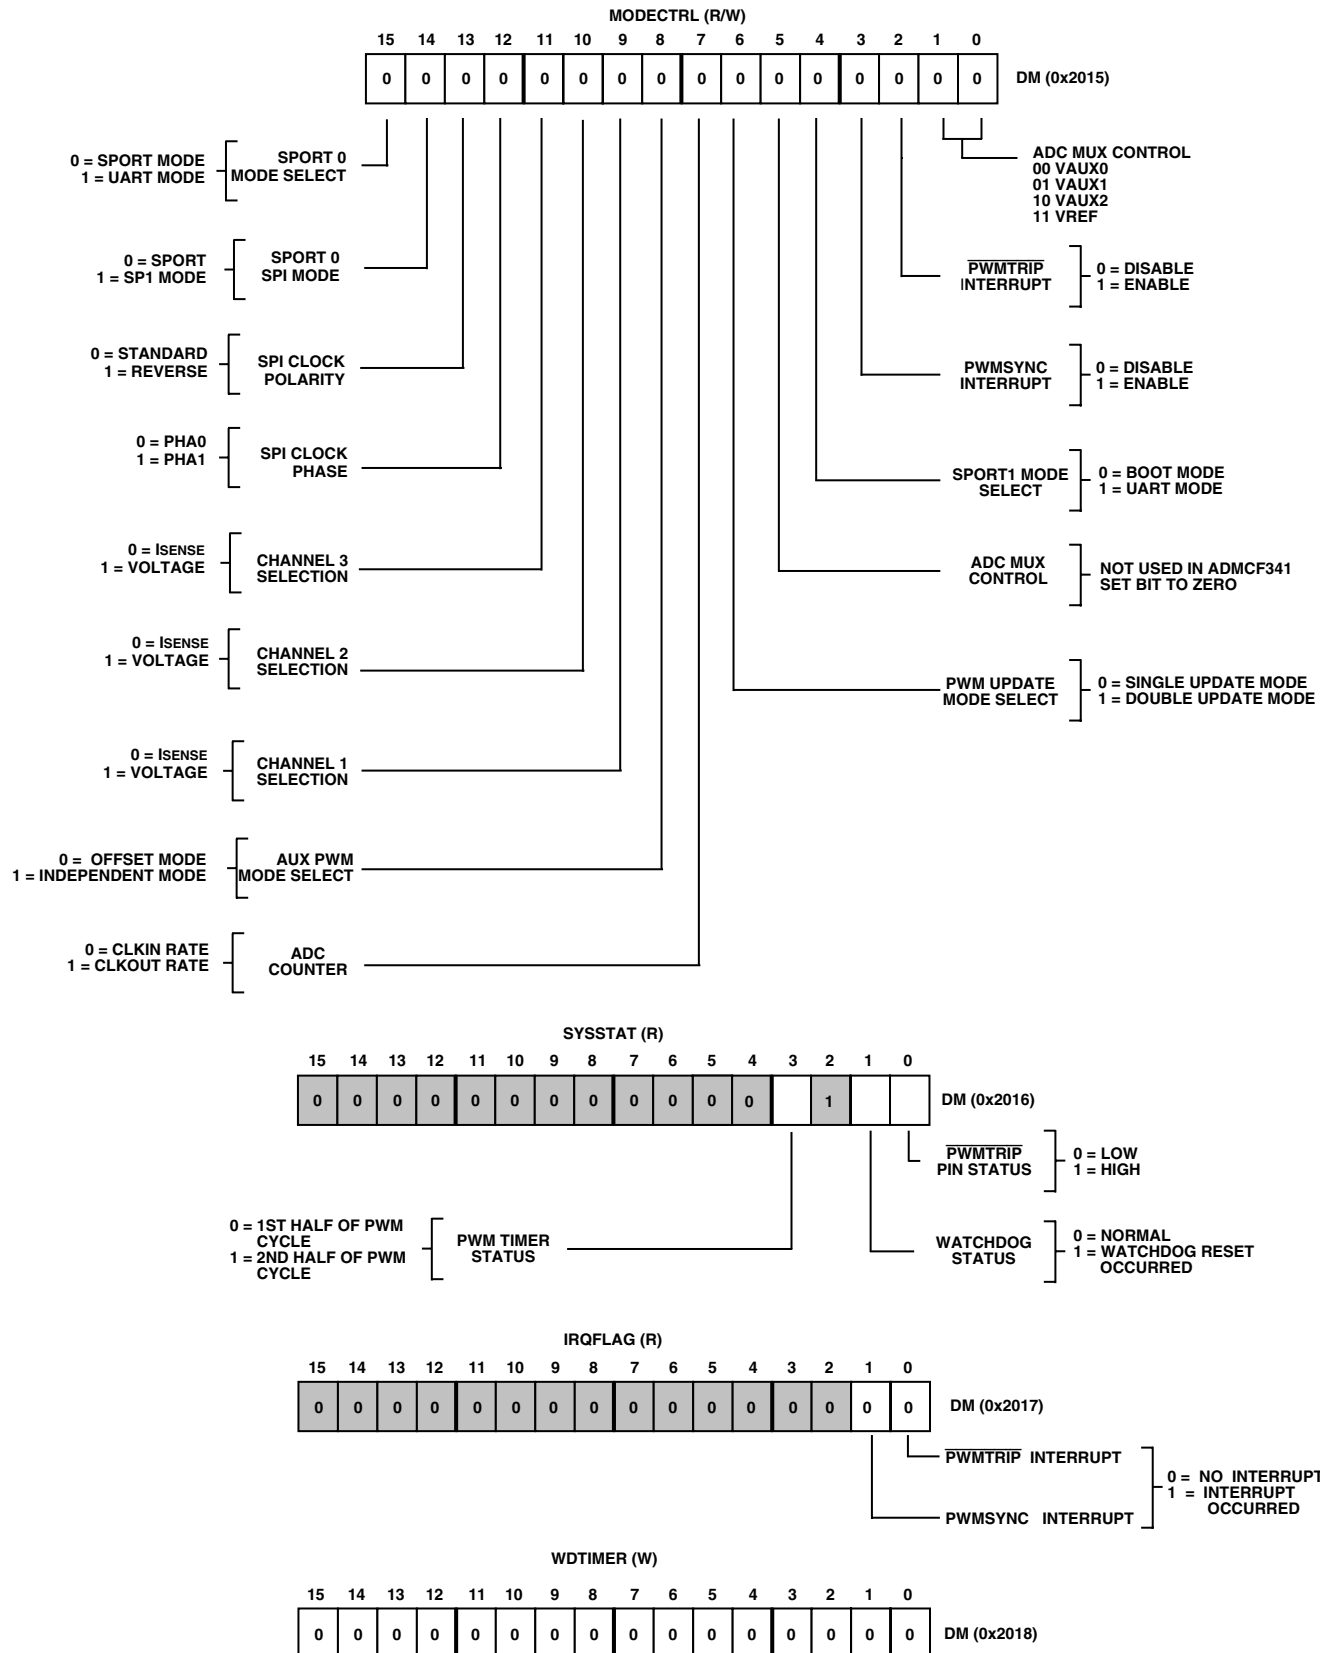 MODECTRL (R/W)
15 14 13 12 11 10 9 8 7 6 5 4 3 2 1 0
0 0 0 0 0 0 0 0 0 0 0 0 0 0 0 0 DM (0x2015)
0 = SPORT MODE
1 = UART MODE
SPORT 0
MODE SELECT
ADC MUX CONTROL
00 VAUX0
01 VAUX1
10 VAUX2
11 VREF
0 = SPORT
1 = SP1 MODE
SPORT 0
SPI MODE
PWMTRIP
INTERRUPT
0 = DISABLE
1 = ENABLE
0 = STANDARD
1 = REVERSE
SPI CLOCK
POLARITY
PWMSYNC
INTERRUPT
0 = DISABLE
1 = ENABLE
0 = PHA0
1 = PHA1
SPI CLOCK
PHASE
SPORT1 MODE
SELECT
0 = BOOT MODE
1 = UART MODE
0 = ISENSE
1 = VOLTAGE
CHANNEL 3
SELECTION
ADC MUX
CONTROL
NOT USED IN ADMCF341
SET BIT TO ZERO
0 = ISENSE
1 = VOLTAGE
CHANNEL 2
SELECTION
PWM UPDATE
MODE SELECT
0 = SINGLE UPDATE MODE
1 = DOUBLE UPDATE MODE
0 = ISENSE
1 = VOLTAGE
CHANNEL 1
SELECTION
0 = OFFSET MODE
1 = INDEPENDENT MODE
AUX PWM
MODE SELECT
0 = CLKIN RATE
1 = CLKOUT RATE
ADC
COUNTER
SYSSTAT (R)
15 14 13 12 11 10 9 8 7 6 5 4 3 2 1 0
0 0 0 0 0 0 0 0 0 0 0 0 1 DM (0x2016)
PWMTRIP
PIN STATUS
0 = LOW
1 = HIGH
0 = 1ST HALF OF PWM
CYCLE
1 = 2ND HALF OF PWM
CYCLE
PWM TIMER
STATUS
WATCHDOG
STATUS
0 = NORMAL
1 = WATCHDOG RESET
OCCURRED
IRQFLAG (R)
15 14 13 12 11 10 9 8 7 6 5 4 3 2 1 0
0 0 0 0 0 0 0 0 0 0 0 0 0 0 0 0 DM (0x2017)
PWMTRIP INTERRUPT
PWMSYNC INTERRUPT
0 = NO INTERRUPT
1 = INTERRUPT
OCCURRED
WDTIMER (W)
15 14 13 12 11 10 9 8 7 6 5 4 3 2 1 0
0 0 0 0 0 0 0 0 0 0 0 0 0 0 0 0 DM (0x2018)